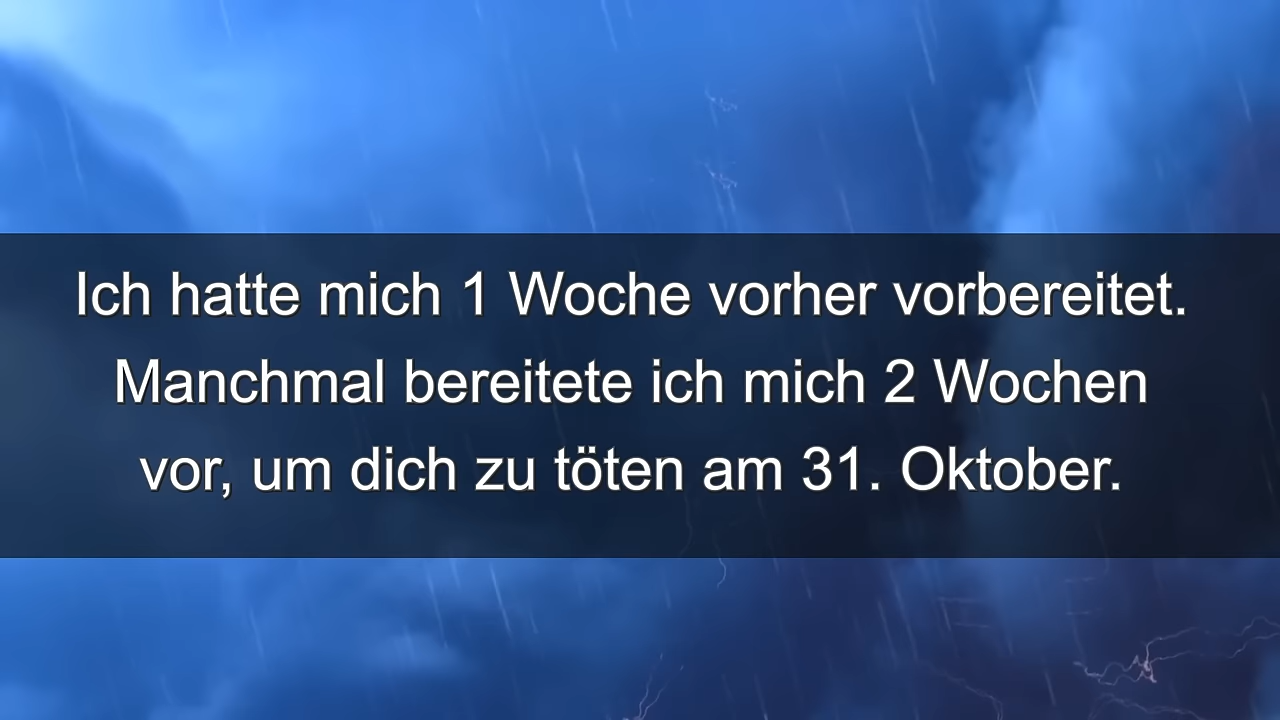 Ich hatte mich 1 Woche vorher vorbereitet.
Manchmal bereitete ich mich 2 Wochen
vor, um dich zu töten am 31. Oktober.